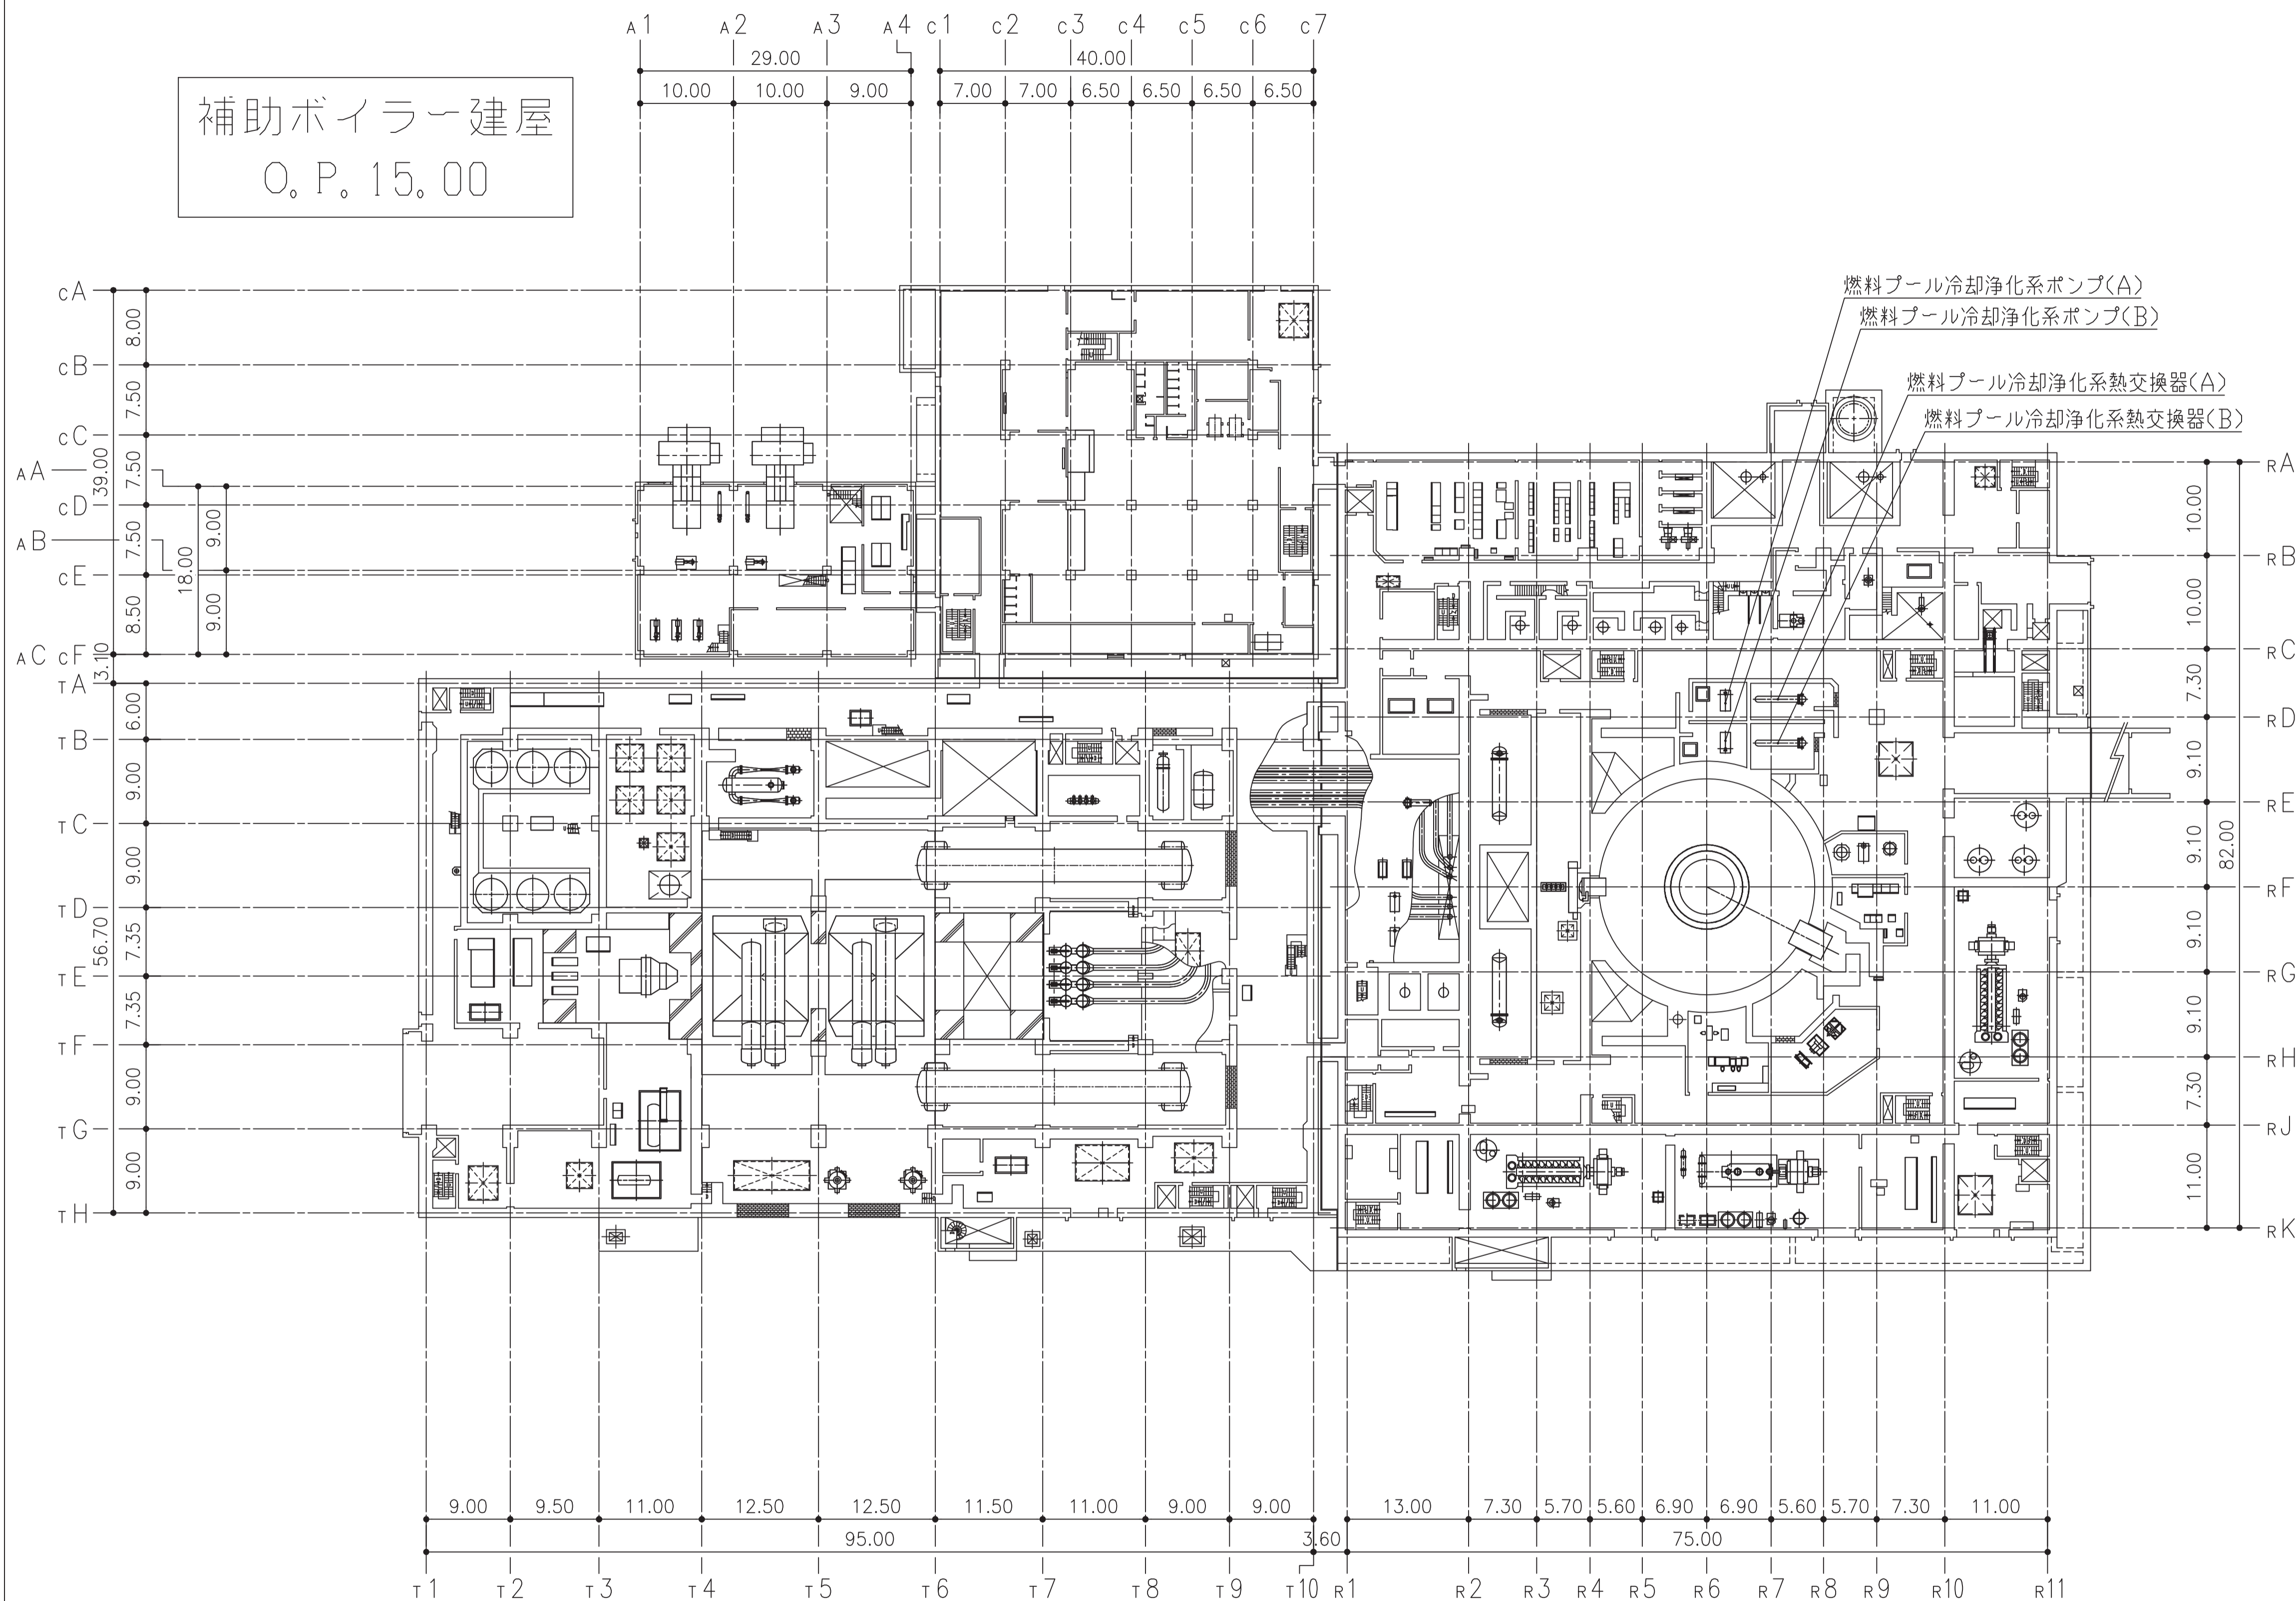 A1 A2 A3 A4 c1 c2 c3 c4 c5 c6 c7
29.00 40.00
10.00 10.00 9.00 7.00 7.00 6.50 6.50 6.50 6.50
補助ボイラー建屋
O.P. 15.00
燃料プール冷却浄化系ポンプ(A)
燃料プール冷却浄化系ポンプ(B)
燃料プール冷却浄化系熱交換器(A)
燃料プール冷却浄化系熱交換器(B)
cA
8.00
cB
7.50
cC
7.50
AA
39.00
cD
7.50
AB
cE
8.50
AC cF
18.00
9.00
9.00
3.10
TA
6.00
TB
9.00
TC
9.00
TD
7.35
56.70
TE
7.35
TF
9.00
TG
9.00
TH
RA
10.00
RB
10.00
RC
7.30
RD
9.10
RE
9.10
82.00
RF
9.10
RG
9.10
RH
7.30
RJ
11.00
RK
9.00 9.50 11.00 12.50 12.50 11.50 11.00 9.00 9.00 13.00 7.30 5.70 5.60 6.90 6.90 5.60 5.70 7.30 11.00
95.00 3.60 75.00
T1 T2 T3 T4 T5 T6 T7 T8 T9 T10 R1 R2 R3 R4 R5 R6 R7 R8 R9 R10 R11